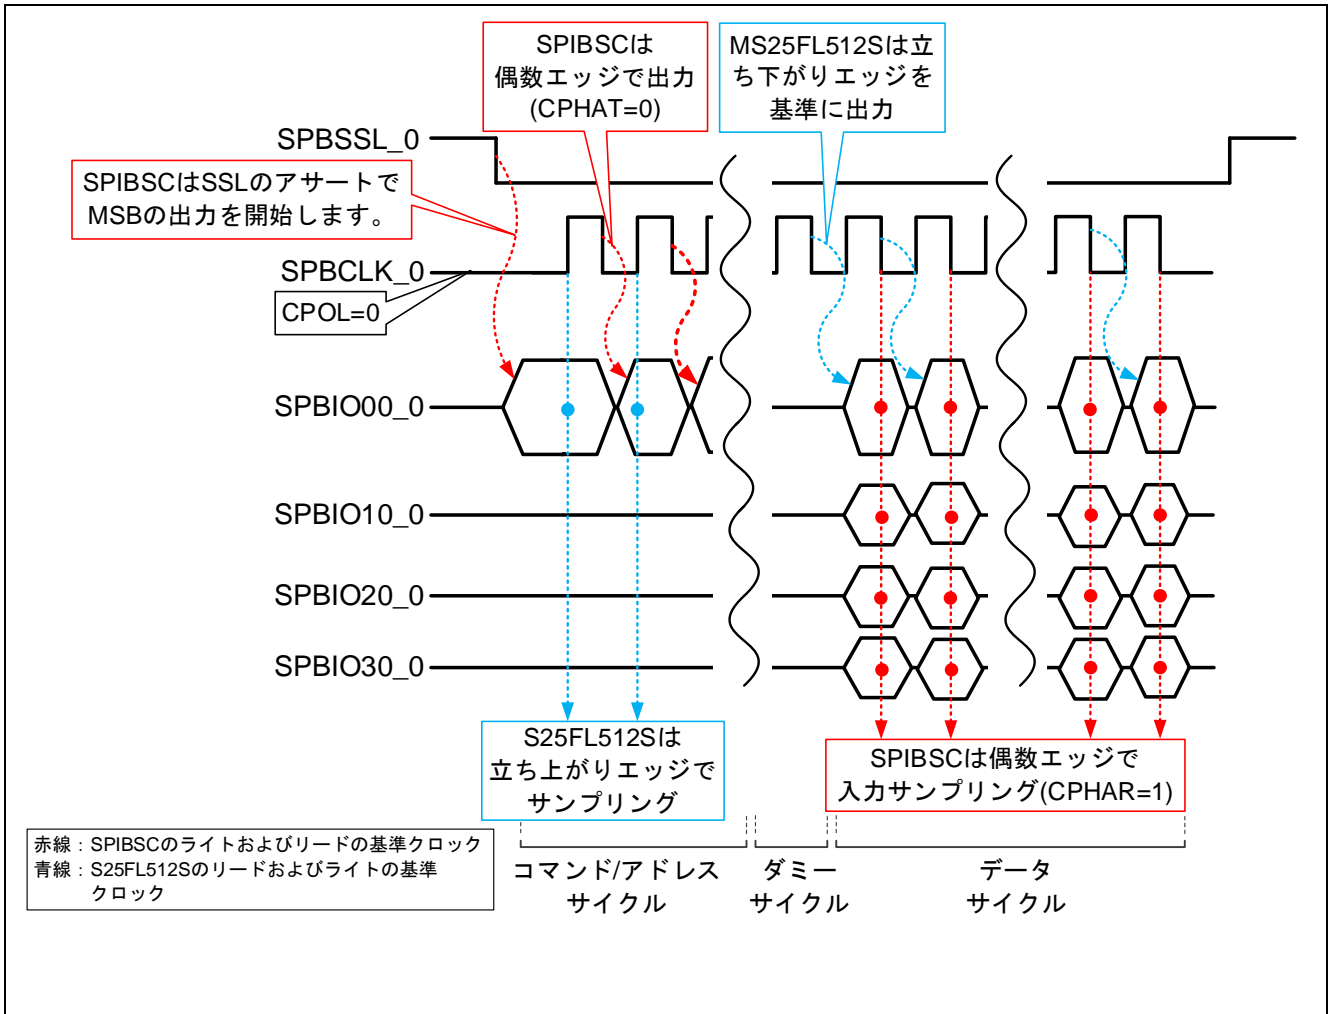 SPIBSCは
偶数エッジで出力
(CPHAT=0)
MS25FL512Sは立
ち下がりエッジを
基準に出力
SPBSSL_0
SPIBSCはSSLのアサートで
MSBの出力を開始します。
SPBCLK_0
CPOL=0
SPBIO00_0
SPBIO10_0
SPBIO20_0
SPBIO30_0
S25FL512Sは
立ち上がりエッジで
サンプリング
SPIBSCは偶数エッジで
入力サンプリング(CPHAR=1)
赤線：SPIBSCのライトおよびリードの基準クロック
青線：S25FL512Sのリードおよびライトの基準
クロック
コマンド/アドレス
サイクル
ダミー
サイクル
データ
サイクル